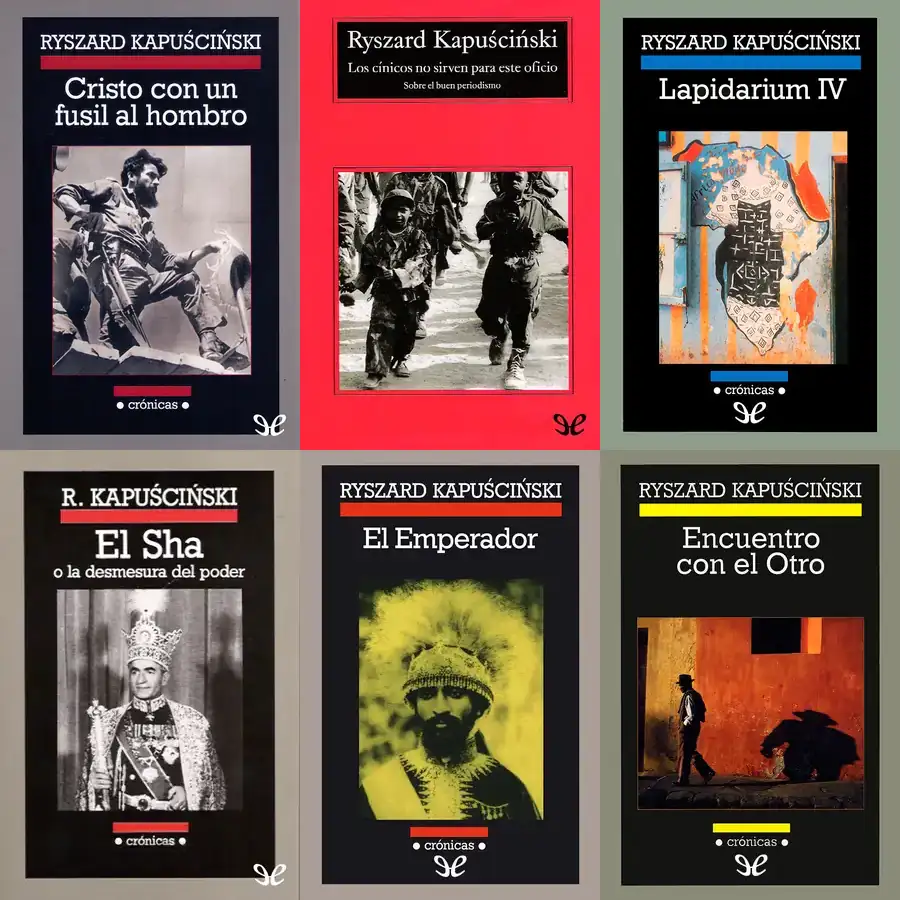 RYSZARD KAPUŚCIŃSKI
Cristo con un
fusil al hombro
• crónicas •
Ryszard Kapuściński
Los cínicos no sirven para este oficio
Sobre el buen periodismo
RYSZARD KAPUŚCIŃSKI
Lapidarium IV
• crónicas •
R. KAPUŚCIŃSKI
El Sha
o la desmesura del poder
• crónicas •
RYSZARD KAPUŚCIŃSKI
El Emperador
• crónicas •
RYSZARD KAPUŚCIŃSKI
Encuentro
con el Otro
• crónicas •